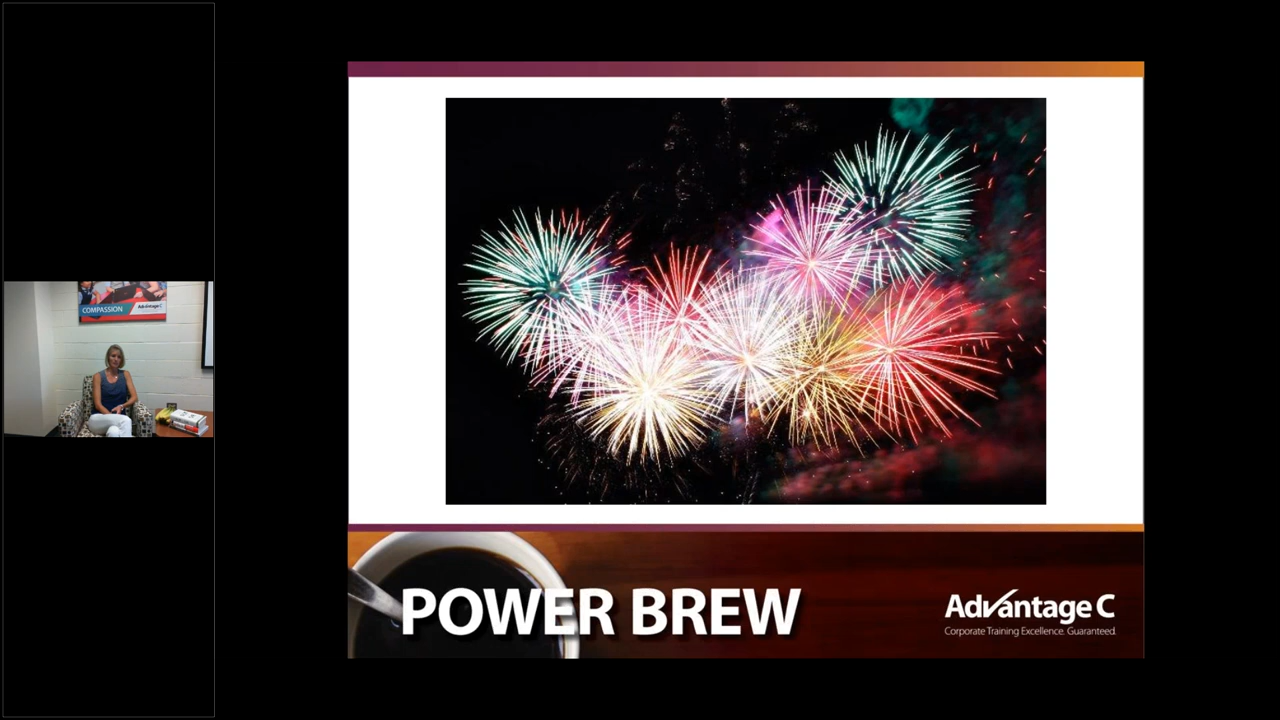 COMPASSION
Advantage C
POWER BREW
Advantage C
Corporate Training Excellence. Guaranteed.